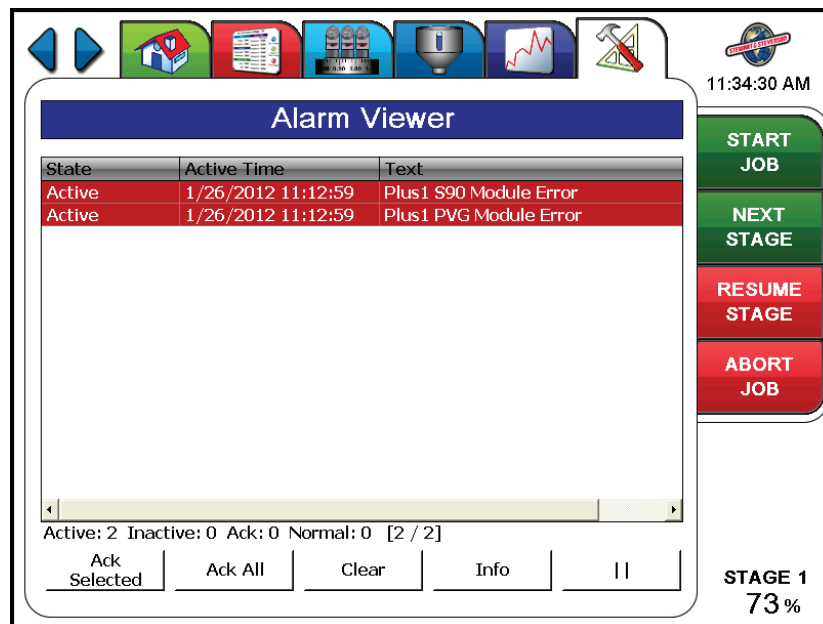 STEWART & STEVENSON
11:34:30 AM
Alarm Viewer
State Active Time Text
Active 1/26/2012 11:12:59 Plus1 S90 Module Error
Active 1/26/2012 11:12:59 Plus1 PVG Module Error
Active: 2 Inactive: 0 Ack: 0 Normal: 0 [2 / 2]
Ack
Selected
Ack All
Clear
Info
||
START
JOB
NEXT
STAGE
RESUME
STAGE
ABORT
JOB
STAGE 1
73 %